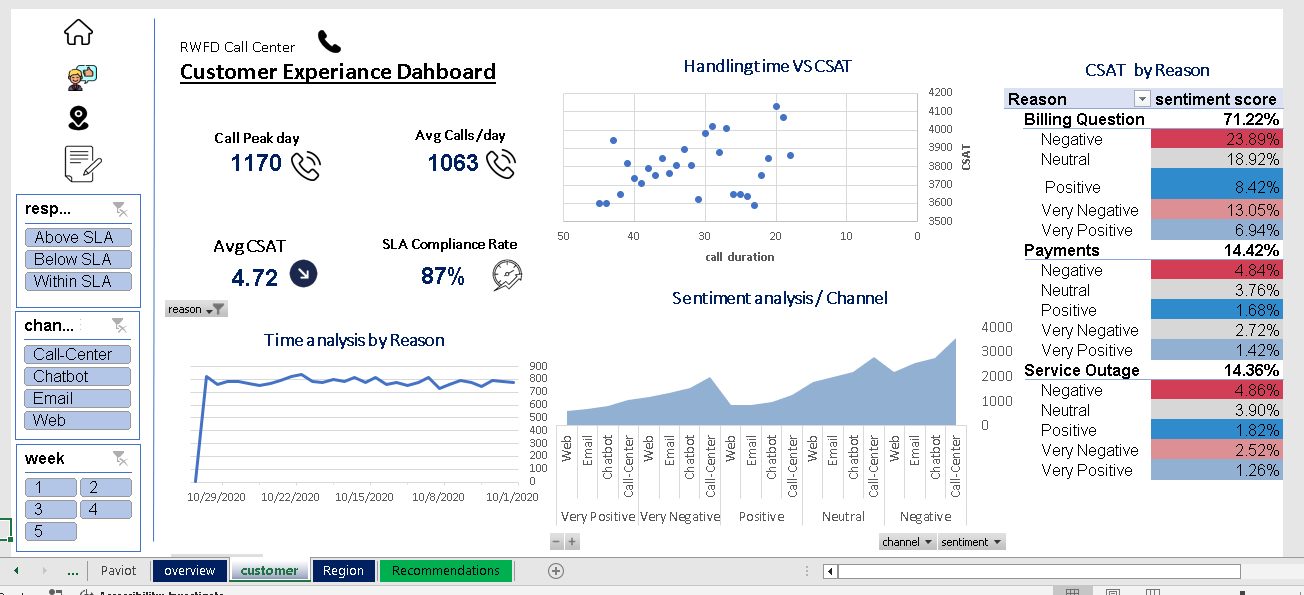 RWFD Call Center
Customer Experiance Dahboard
Call Peak day
1170
Avg Calls/day
1063
Avg CSAT
4.72
SLA Compliance Rate
87%
resp...
Above SLA
Below SLA
Within SLA
chan...
Call-Center
Chatbot
Email
Web
week
1 2
3 4
5
reason
Time analysis by Reason
900
800
700
600
500
400
300
200
100
0
10/29/2020 10/22/2020 10/15/2020 10/8/2020 10/1/2020
Handling time VS CSAT
4200
4100
4000
3900
3800
3700
3600
3500
CSAT
50 40 30 20 10 0
call duration
Sentiment analysis / Channel
4000
3000
2000
1000
0
Web Email Chatbot Call-Center Web Email Chatbot Call-Center Web Email Chatbot Call-Center Web Email Chatbot Call-Center Web Email Chatbot Call-Center
Very Positive Very Negative Positive Neutral Negative
channel sentiment
CSAT by Reason
Reason sentiment score
Billing Question 71.22%
Negative 23.89%
Neutral 18.92%
Positive 8.42%
Very Negative 13.05%
Very Positive 6.94%
Payments 14.42%
Negative 4.84%
Neutral 3.76%
Positive 1.68%
Very Negative 2.72%
Very Positive 1.42%
Service Outage 14.36%
Negative 4.86%
Neutral 3.90%
Positive 1.82%
Very Negative 2.52%
Very Positive 1.26%
... Paviot overview customer Region Recommendations